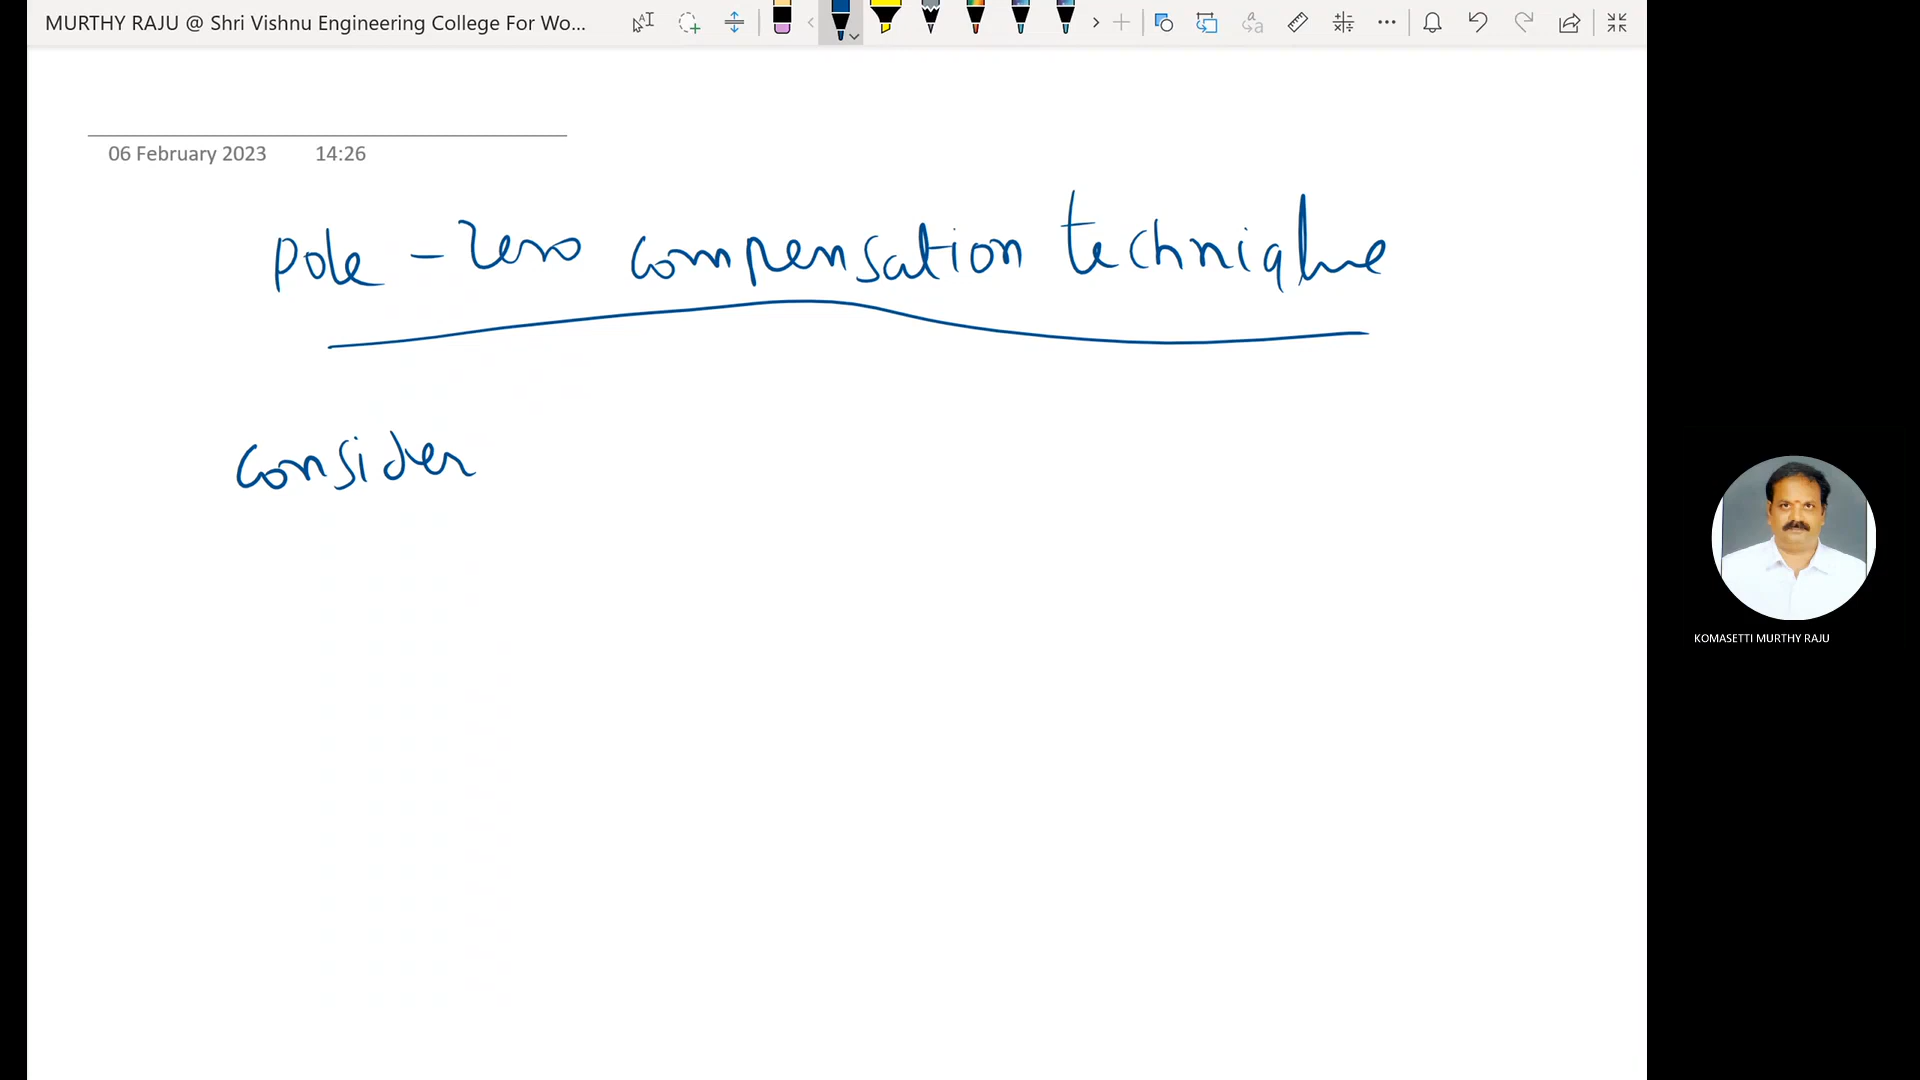 MURTHY RAJU @ Shri Vishnu Engineering College For Wo...
06 February 2023 14:26
Pole - Zero compensation technique
consider
KOMASETTI MURTHY RAJU